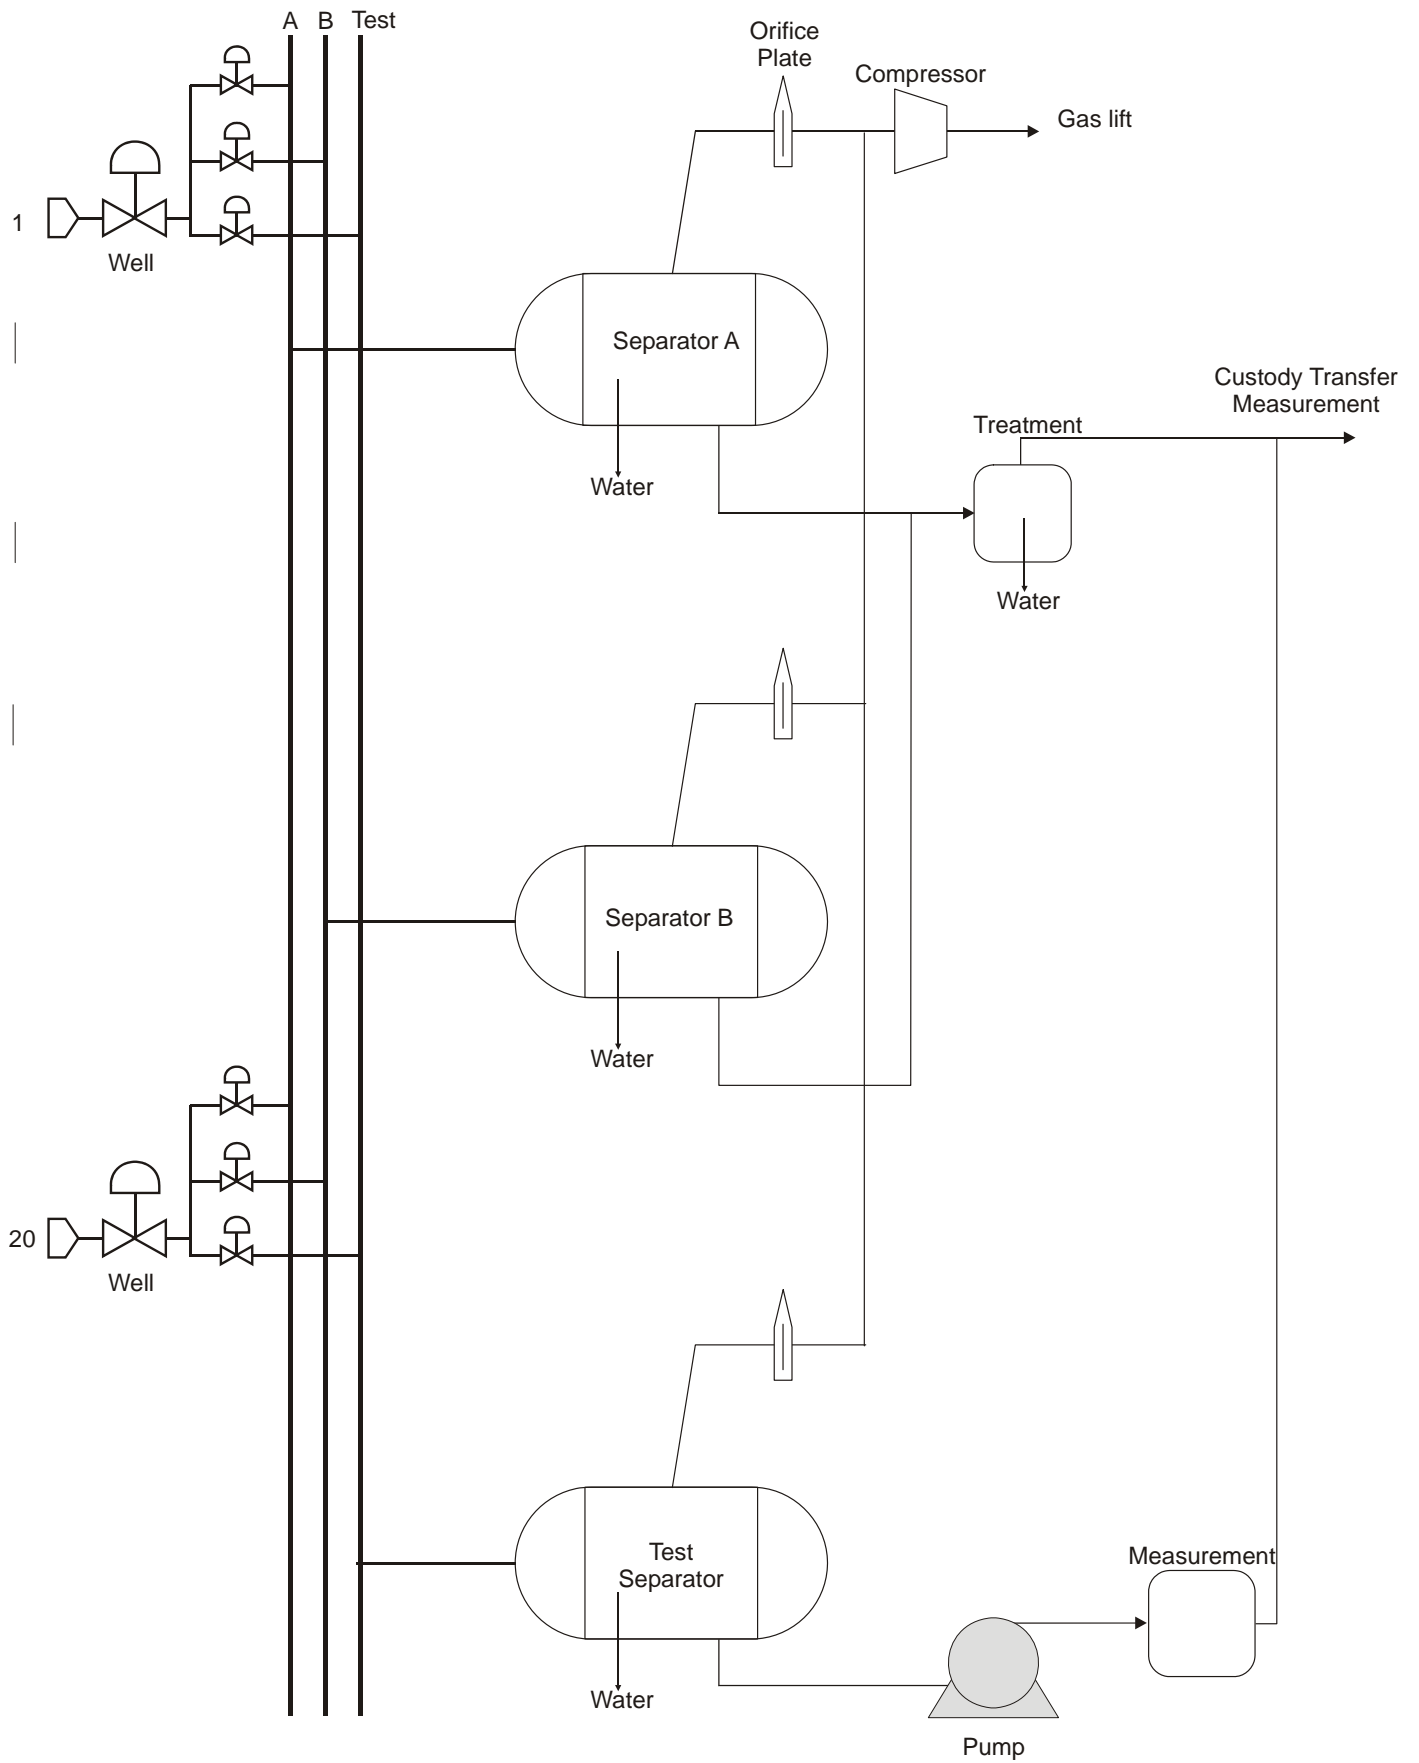 A B Test
Orifice
Plate
Compressor
Gas lift
1
Well
Separator A
Water
Custody Transfer
Measurement
Treatment
Water
Separator B
Water
20
Well
Test
Separator
Water
Measurement
Pump